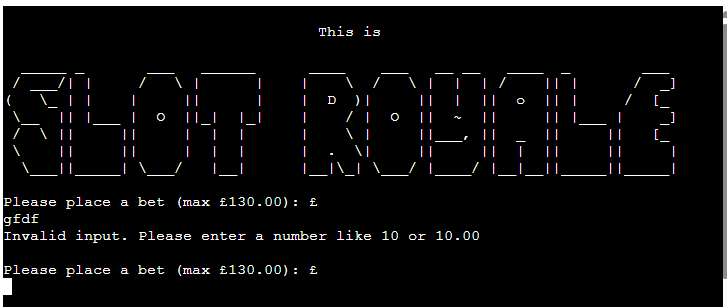 This is
SLOT ROYALE
Please place a bet (max £130.00): £
gfdf
Invalid input. Please enter a number like 10 or 10.00
Please place a bet (max £130.00): £